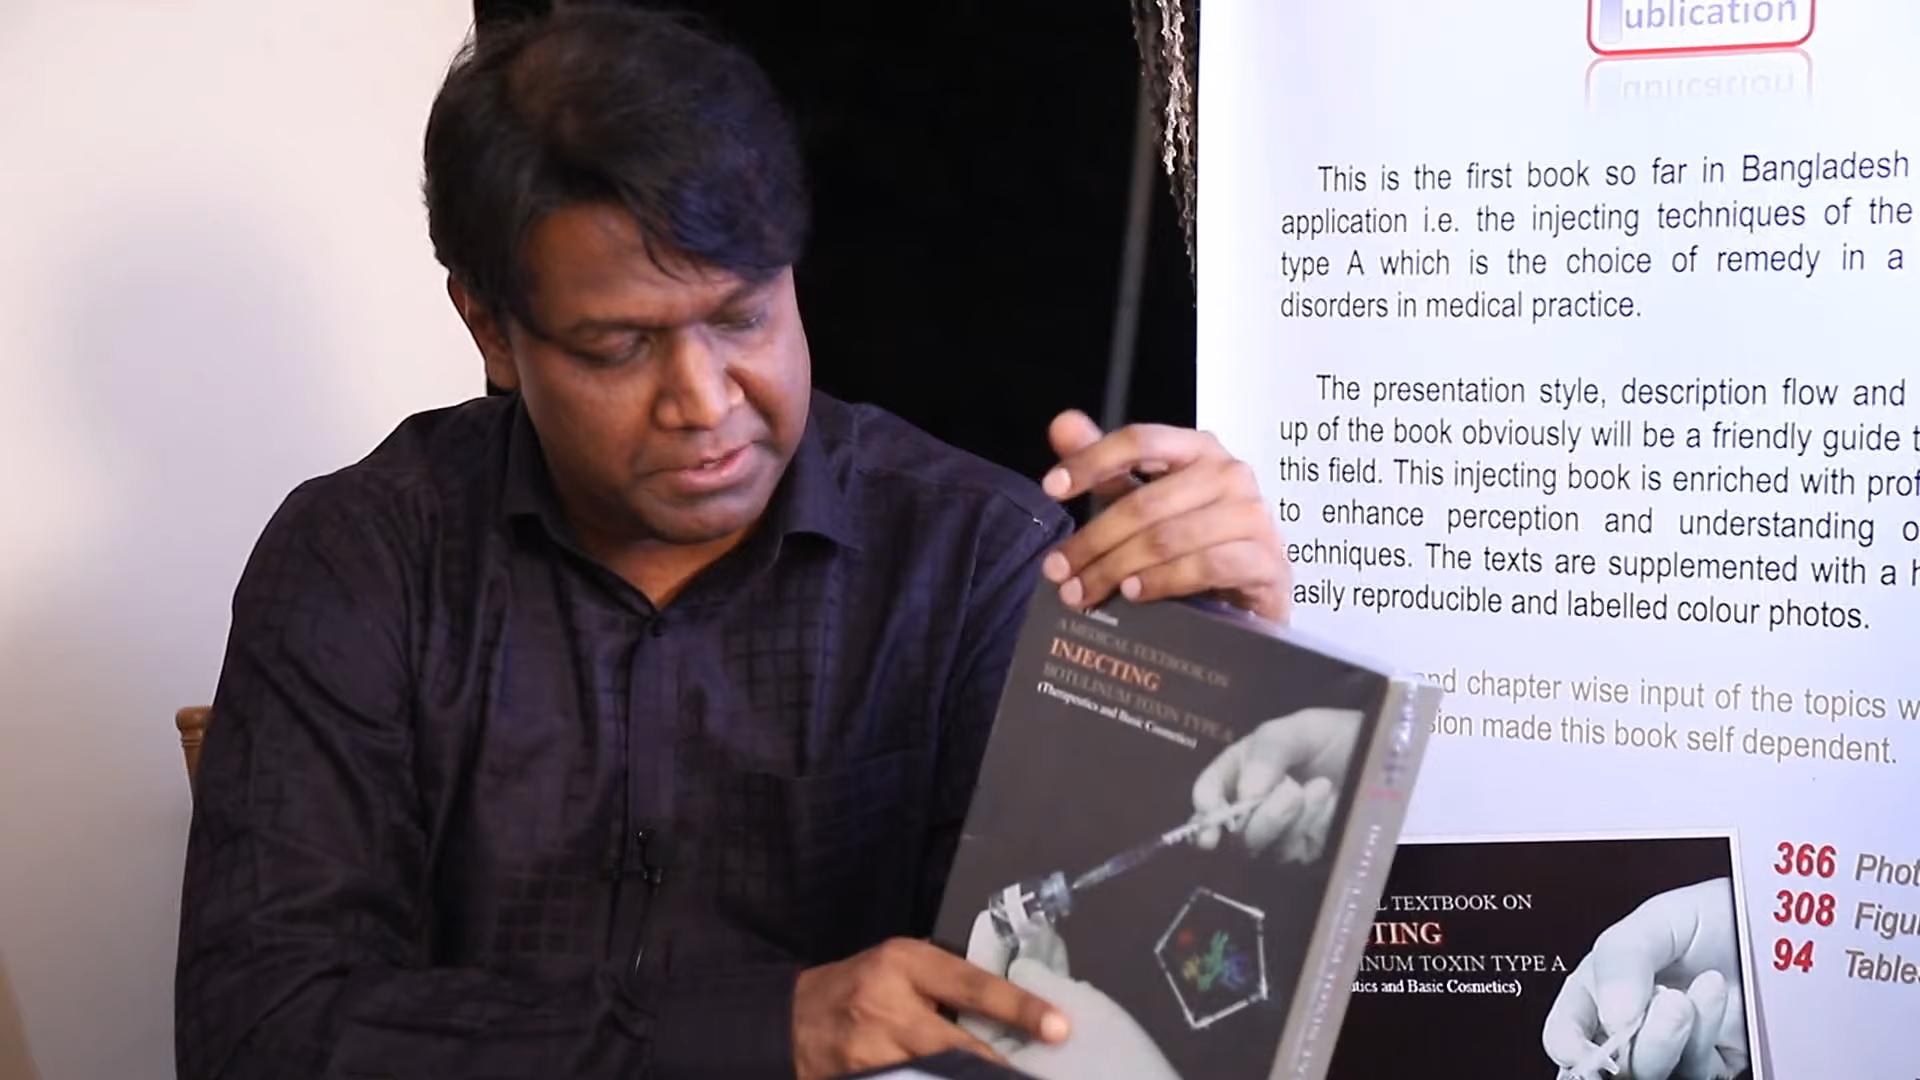 ublication
This is the first book so far in Bangladesh
application i.e. the injecting techniques of the
type A which is the choice of remedy in a
disorders in medical practice.
The presentation style, description flow and
up of the book obviously will be a friendly guide
this field. This injecting book is enriched with
to enhance perception and understanding
echniques. The texts are supplemented with a
asily reproducible and labelled colour photos.
nd chapter wise input of the topics
sion made this book self dependent.
366 Phot
308 Figu
94 Table
Edition
A MEDICAL TEXTBOOK ON
INJECTING
BOTULINUM TOXIN TYPE A
(Therapeutics and Basic Cosmetics)
L TEXTBOOK ON
TING
INUM TOXIN TYPE A
utics and Basic Cosmetics)